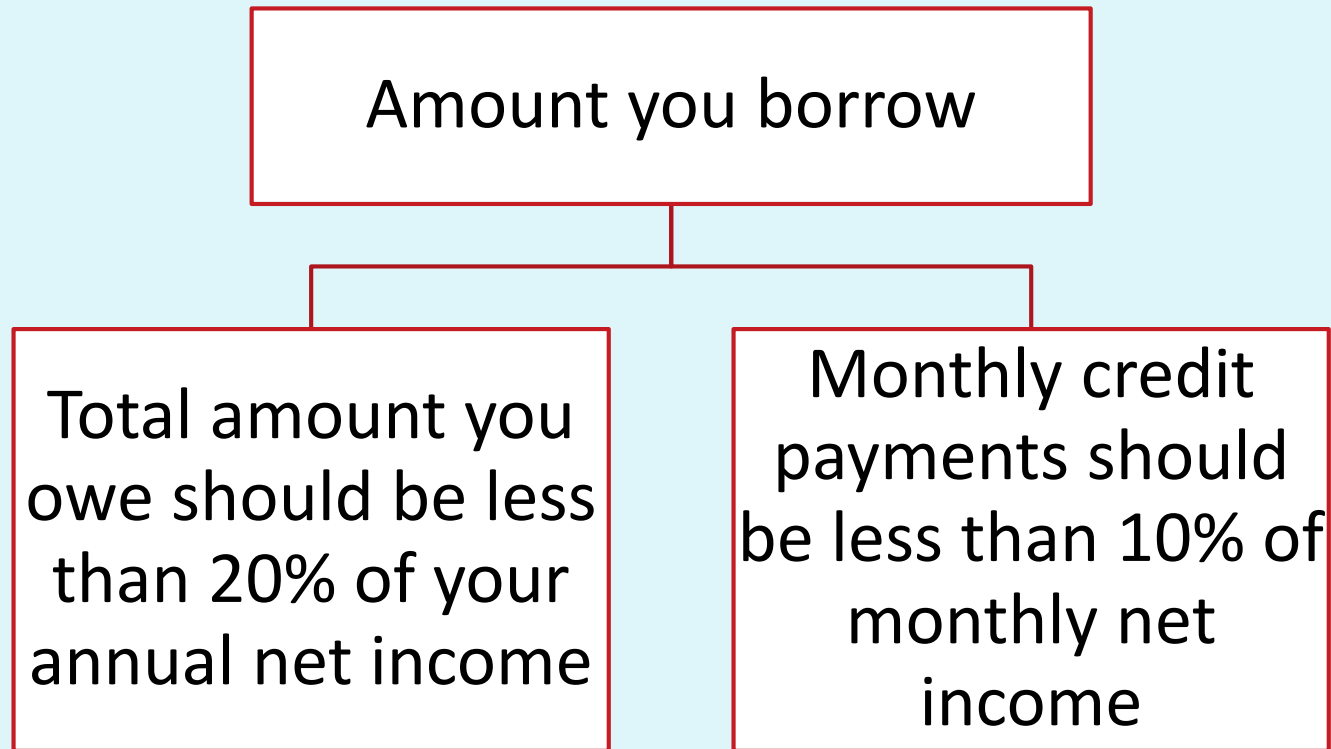 Amount you borrow
Total amount you
owe should be less
than 20% of your
annual net income
Monthly credit
payments should
be less than 10% of
monthly net
income